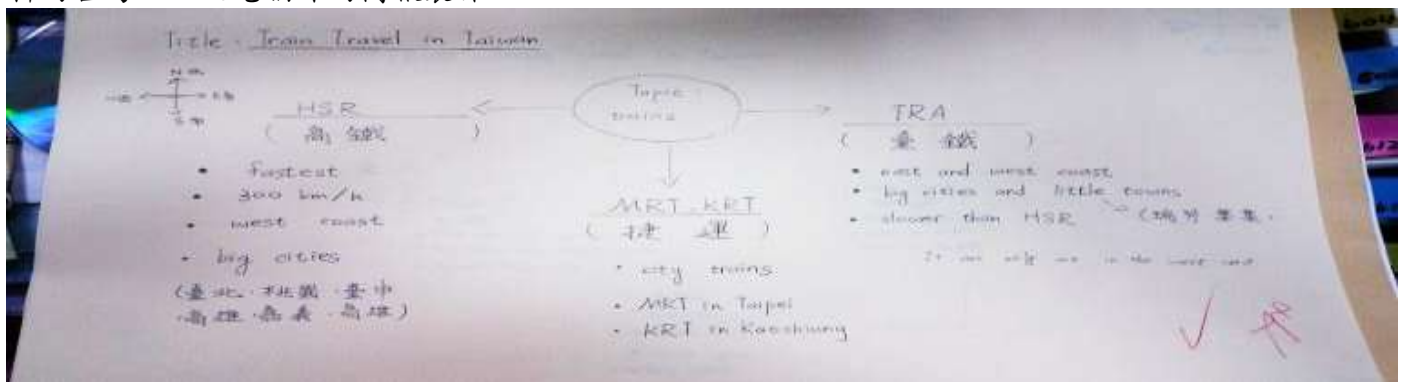 Title: Train Travel in Taiwan
N 北
S 南
Topic:
trains
HSR
(高鐵)
• fastest
• 300 km/h
• west coast
• big cities
(臺北.桃園.臺中
.高雄.嘉義.高雄)
MRT.KRT
(捷運)
• city trains
• MRT in Taipei
• KRT in Kaoshiung
TRA
(臺鐵)
• east and west coast
• big cities and little towns
• slower than HSR